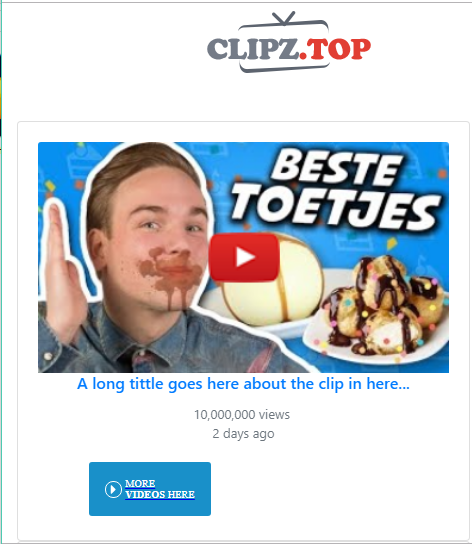 CLIPZ.TOP
BESTE
TOETJES
A long tittle goes here about the clip in here...
10,000,000 views
2 days ago
MORE
VIDEOS HERE